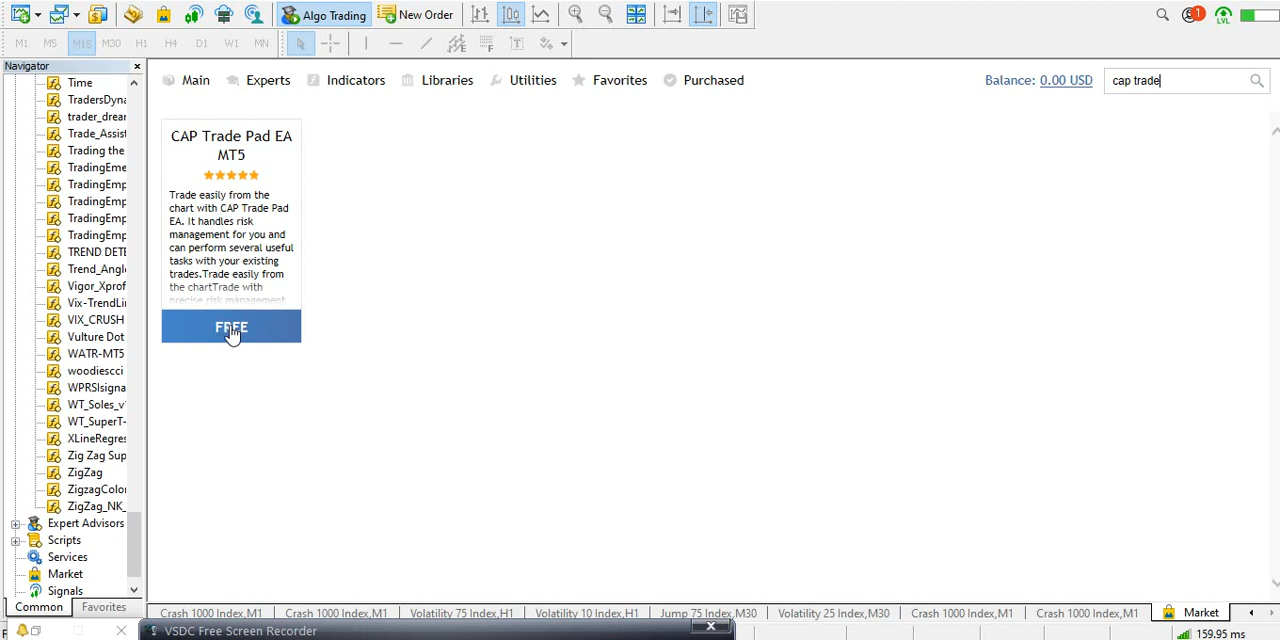 Algo Trading New Order
M1 M5 M15 M30 H1 H4 D1 W1 MN
Navigator
Main Experts Indicators Libraries Utilities Favorites Purchased Balance: 0.00 USD cap trade
Time
TradersDyna
trader_drear
Trade_Assist
Trading the
TradingEme
TradingEmp
TradingEmp
TradingEmp
TradingEmp
TREND DETE
Trend_Angle
Vigor_Xprof
Vix-TrendLi
VIX_CRUSH
Vulture Dot
WATR-MT5
woodiescci
WPRSIsigna
WT_Soles_v
WT_SuperT-
XLineRegres
Zig Zag Sup
ZigZag
ZigzagColor
ZigZag_NK_
Expert Advisors
Scripts
Services
Market
Signals
Common Favorites
CAP Trade Pad EA
MT5
Trade easily from the
chart with CAP Trade Pad
EA. It handles risk
management for you and
can perform several useful
tasks with your existing
trades.Trade easily from
the chartTrade with
precise risk management
FREE
Crash 1000 Index,M1 Crash 1000 Index,M1 Volatility 75 Index,H1 Volatility 10 Index,H1 Jump 75 Index,M30 Volatility 25 Index,M30 Crash 1000 Index,M1 Crash 1000 Index,M1 Market
VSDC Free Screen Recorder
159.95 ms
1
LVL